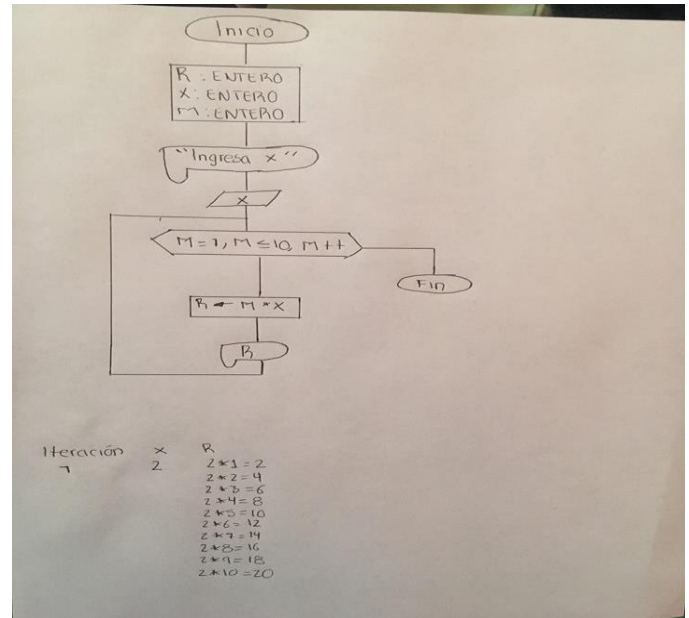 Inicio
R : ENTERO
X : ENTERO
M : ENTERO
"Ingresa x"
X
M=1, M ≤ 10, M++
Fin
R ← M * X
R
Iteración x R
1 2 2*1=2
2*2=4
2*3=6
2*4=8
2*5=10
2*6=12
2*7=14
2*8=16
2*9=18
2*10=20